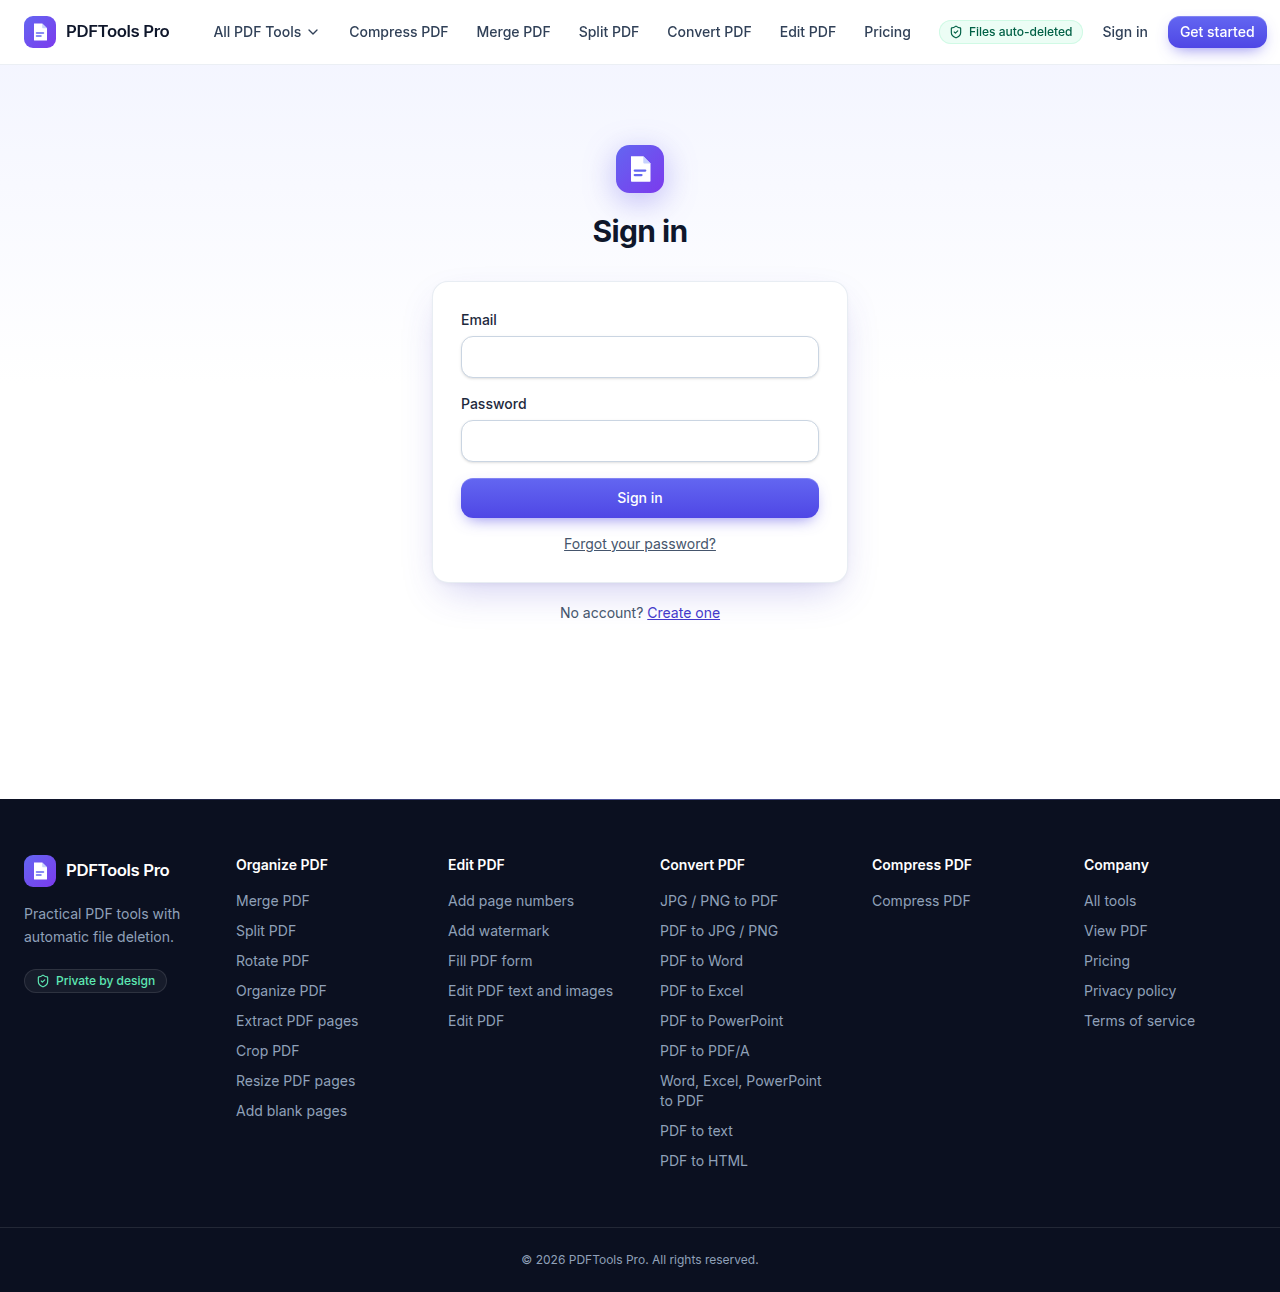 PDFTools Pro
All PDF Tools
Compress PDF
Merge PDF
Split PDF
Convert PDF
Edit PDF
Pricing
Files auto-deleted
Sign in
Get started
Sign in
Email
Password
Sign in
Forgot your password?
No account? Create one
PDFTools Pro
Practical PDF tools with
automatic file deletion.
Private by design
Organize PDF
Merge PDF
Split PDF
Rotate PDF
Organize PDF
Extract PDF pages
Crop PDF
Resize PDF pages
Add blank pages
Edit PDF
Add page numbers
Add watermark
Fill PDF form
Edit PDF text and images
Edit PDF
Convert PDF
JPG / PNG to PDF
PDF to JPG / PNG
PDF to Word
PDF to Excel
PDF to PowerPoint
PDF to PDF/A
Word, Excel, PowerPoint
to PDF
PDF to text
PDF to HTML
Compress PDF
Compress PDF
Company
All tools
View PDF
Pricing
Privacy policy
Terms of service
© 2026 PDFTools Pro. All rights reserved.